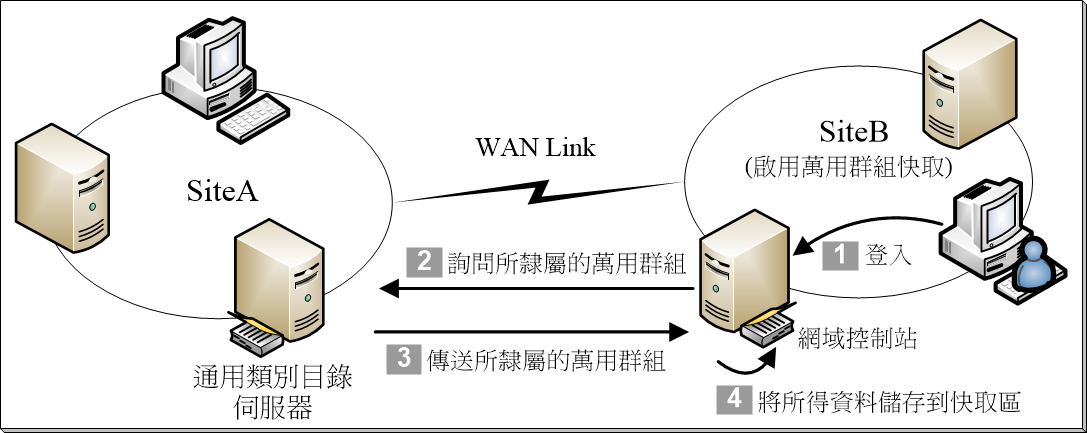 SiteA
WAN Link
SiteB
(啟用萬用群組快取)
1 登入
2 詢問所隸屬的萬用群組
3 傳送所隸屬的萬用群組
通用類別目錄
伺服器
網域控制站
4 將所得資料儲存到快取區